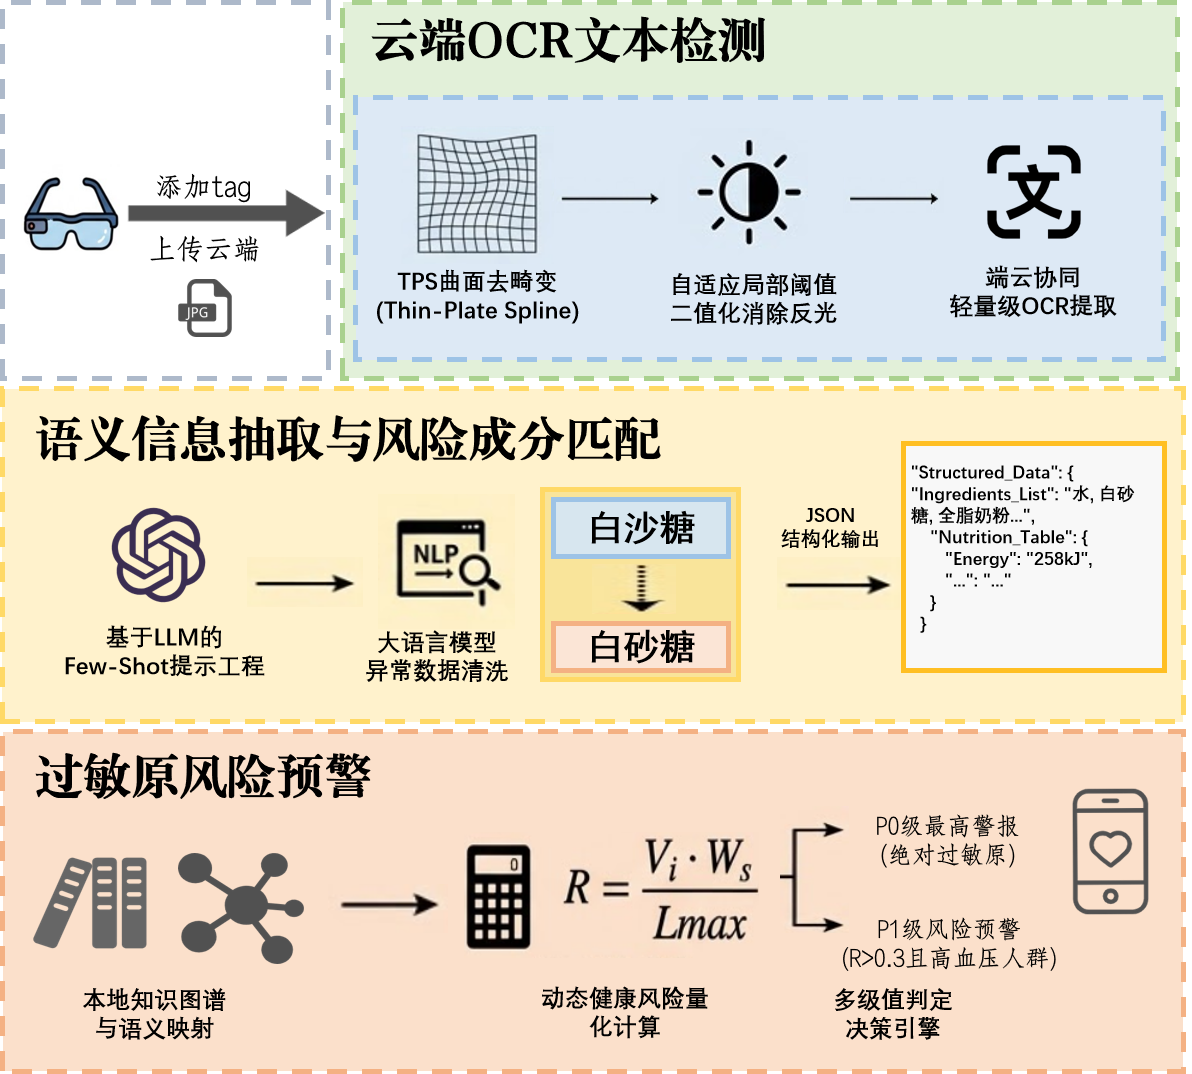 添加tag
上传云端
JPG
云端OCR文本检测
TPS曲面去畸变
(Thin-Plate Spline)
自适应局部阈值
二值化消除反光
文
端云协同
轻量级OCR提取
语义信息抽取与风险成分匹配
基于LLM的
Few-Shot提示工程
NLP
大语言模型
异常数据清洗
白沙糖
白砂糖
JSON
结构化输出
"Structured_Data": {
"Ingredients_List": "水, 白砂
糖, 全脂奶粉...",
"Nutrition_Table": {
"Energy": "258kJ",
"...": "..."
}
}
过敏原风险预警
本地知识图谱
与语义映射
0
R = Vi · Ws / Lmax
动态健康风险量
化计算
P0级最高警报
(绝对过敏原)
P1级风险预警
(R>0.3且高血压人群)
多级值判定
决策引擎